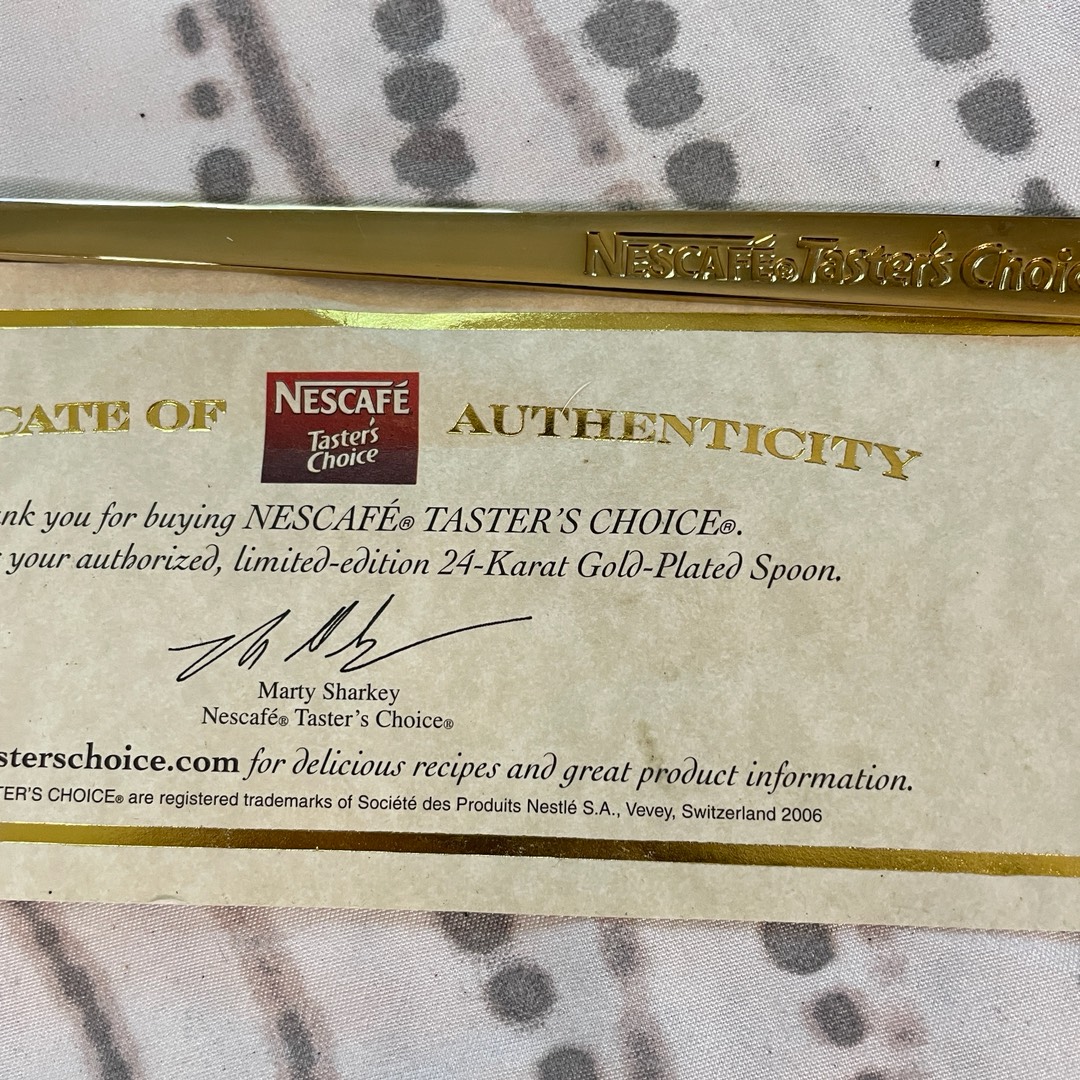 NESCAFÉ® Taster's Choic
CATE OF
NESCAFÉ
Taster's
Choice
AUTHENTICITY
ank you for buying NESCAFÉ® TASTER'S CHOICE®.
your authorized, limited-edition 24-Karat Gold-Plated Spoon.
Marty Sharkey
Nescafé® Taster's Choice®
sterschoice.com for delicious recipes and great product information.
TER'S CHOICE® are registered trademarks of Société des Produits Nestlé S.A., Vevey, Switzerland 2006